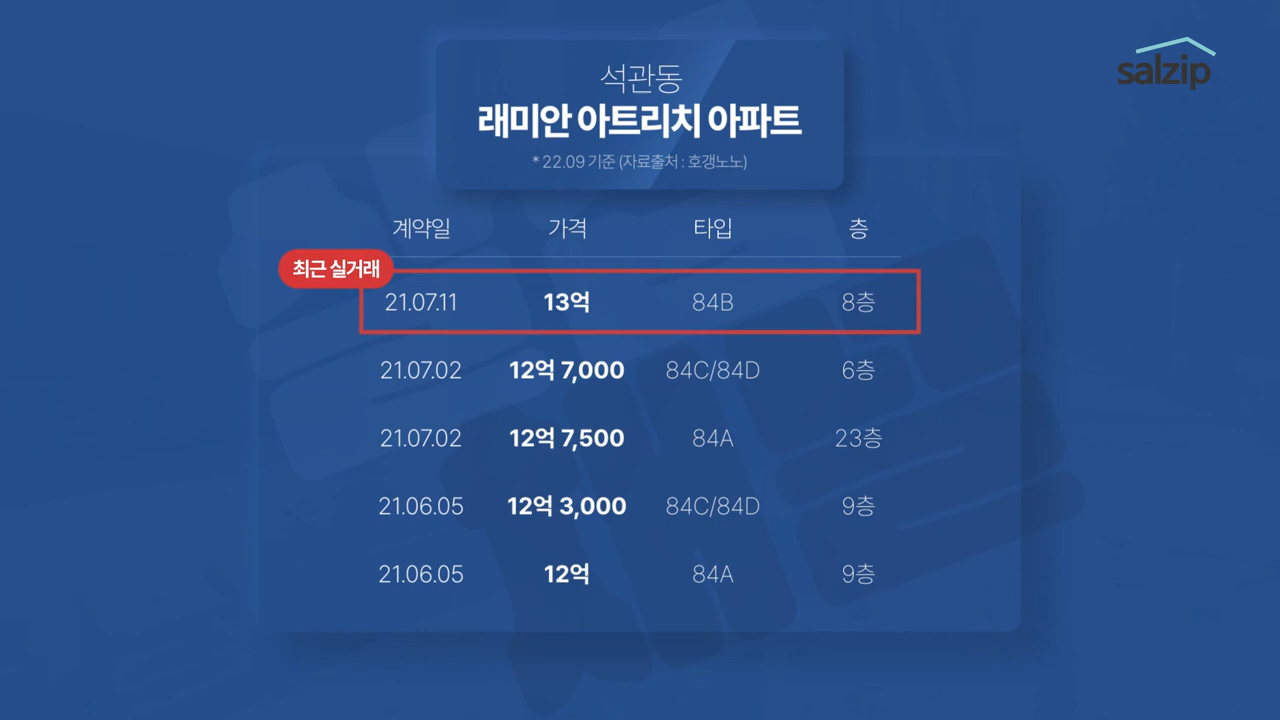 salzip
석관동
래미안 아트리치 아파트
* 22.09 기준 (자료출처 : 호갱노노)
계약일 가격 타입 층
최근 실거래
21.07.11 13억 84B 8층
21.07.02 12억 7,000 84C/84D 6층
21.07.02 12억 7,500 84A 23층
21.06.05 12억 3,000 84C/84D 9층
21.06.05 12억 84A 9층